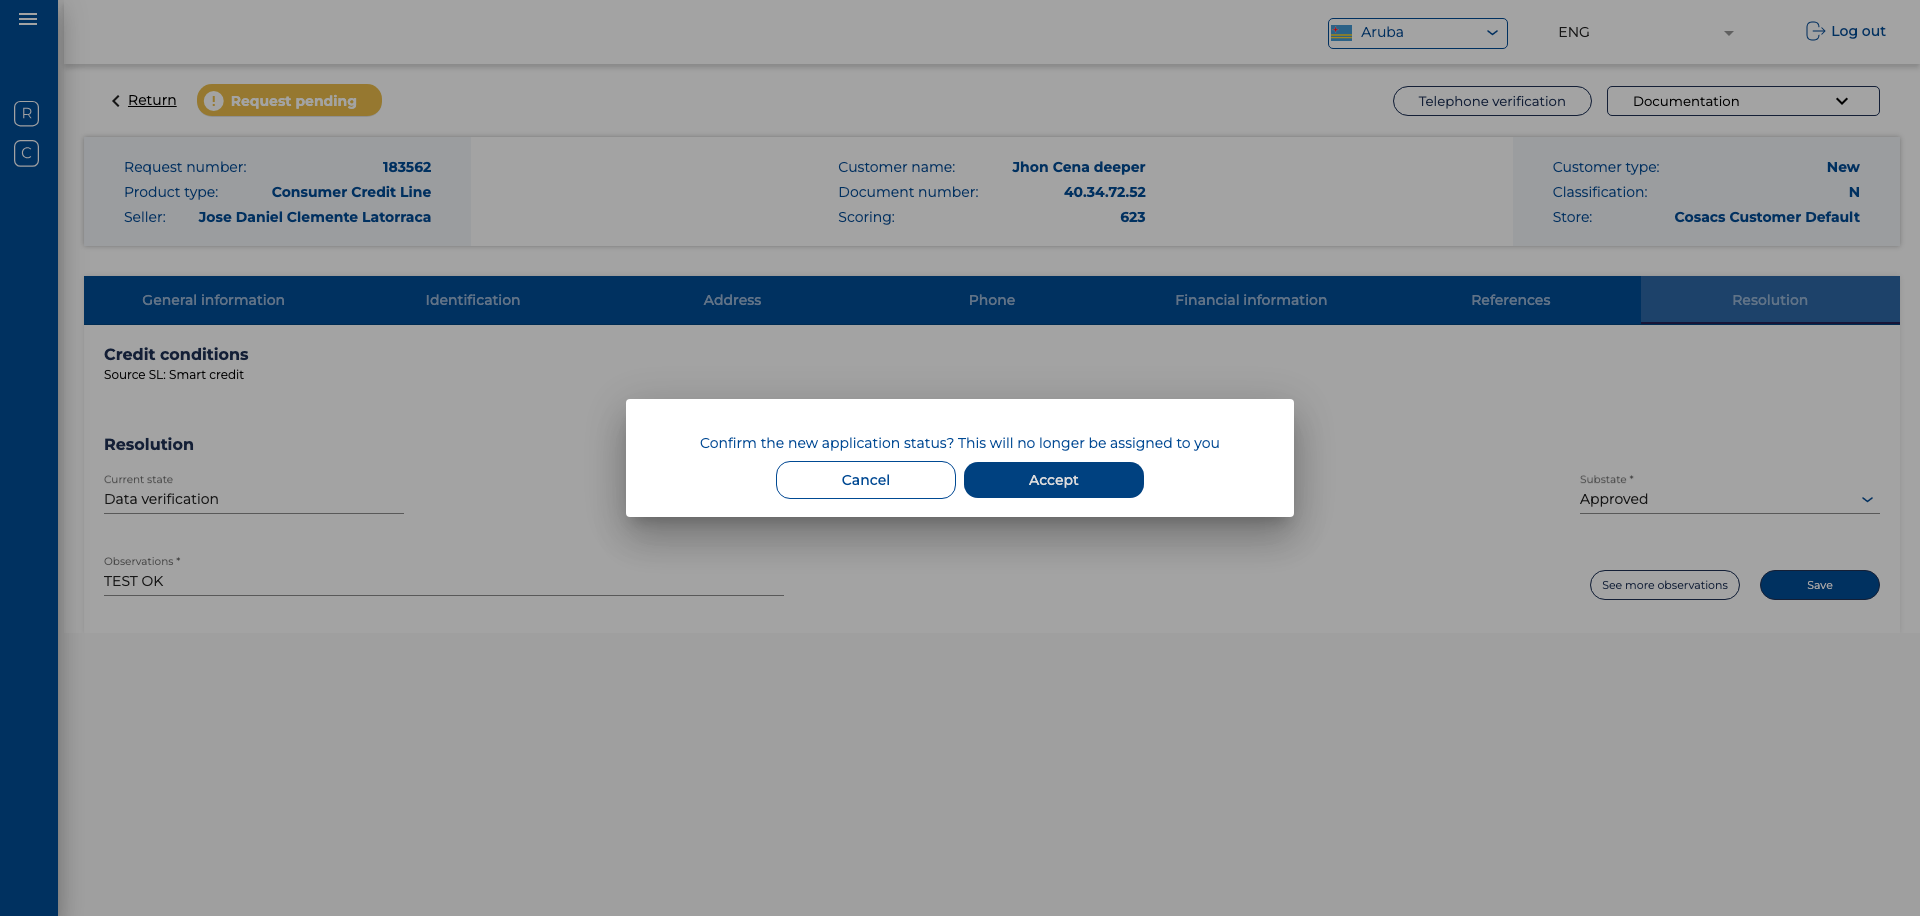 Aruba
ENG
Log out
R
C
Return
! Request pending
Telephone verification
Documentation
Request number: 183562
Product type: Consumer Credit Line
Seller: Jose Daniel Clemente Latorraca
Customer name: Jhon Cena deeper
Document number: 40.34.72.52
Scoring: 623
Customer type: New
Classification: N
Store: Cosacs Customer Default
General information
Identification
Address
Phone
Financial information
References
Resolution
Credit conditions
Source SL: Smart credit
Resolution
Current state
Data verification
Substate *
Approved
Observations *
TEST OK
See more observations
Save
Confirm the new application status? This will no longer be assigned to you
Cancel
Accept